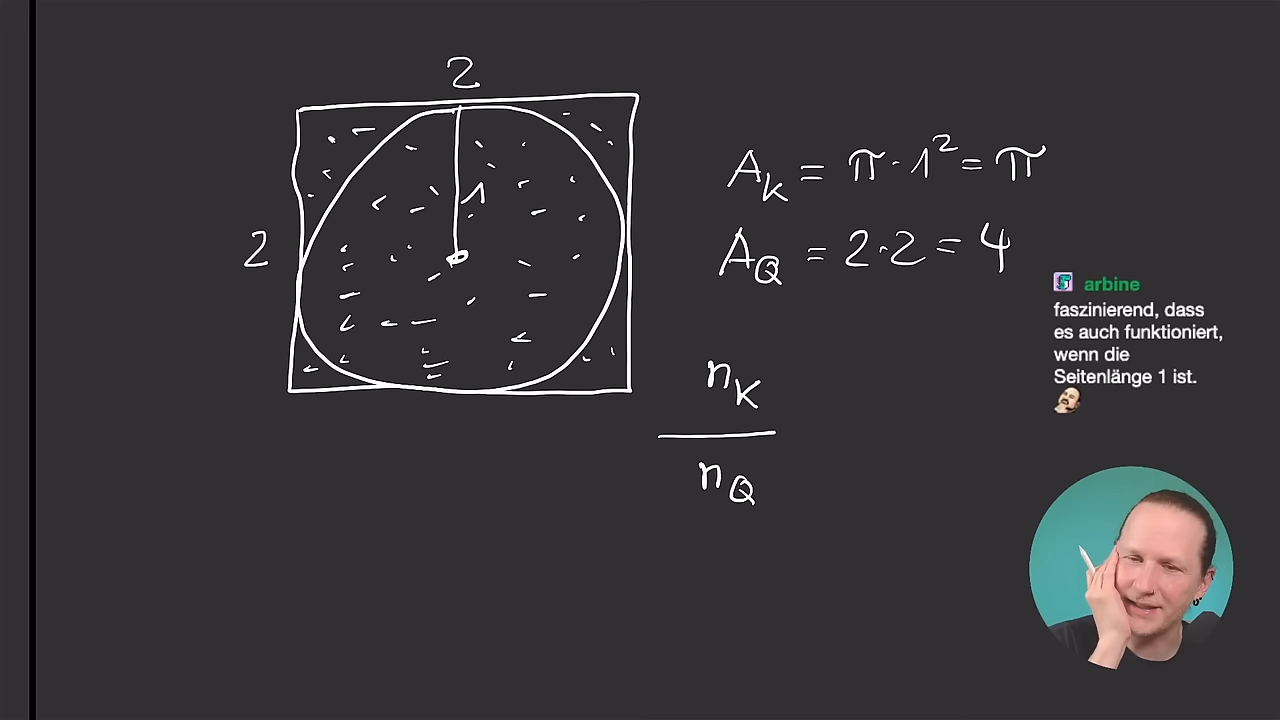 2
1
2
A_K = π · 1² = π
A_Q = 2 · 2 = 4
arbine
faszinierend, dass
es auch funktioniert,
wenn die
Seitenlänge 1 ist.
n_K
n_Q